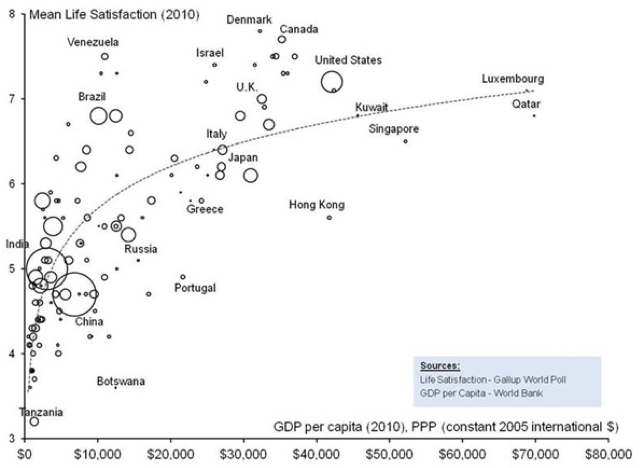 8
Mean Life Satisfaction (2010)
Denmark
Canada
Venezuela
Israel
United States
Luxembourg
U.K.
Brazil
7
Kuwait
Qatar
Singapore
Italy
Japan
6
Greece
Hong Kong
India
Russia
5
Portugal
China
4
Sources:
Life Satisfaction - Gallup World Poll
GDP per Capita - World Bank
Botswana
Tanzania
GDP per capita (2010), PPP (constant 2005 international $)
3
$0 $10,000 $20,000 $30,000 $40,000 $50,000 $60,000 $70,000 $80,000